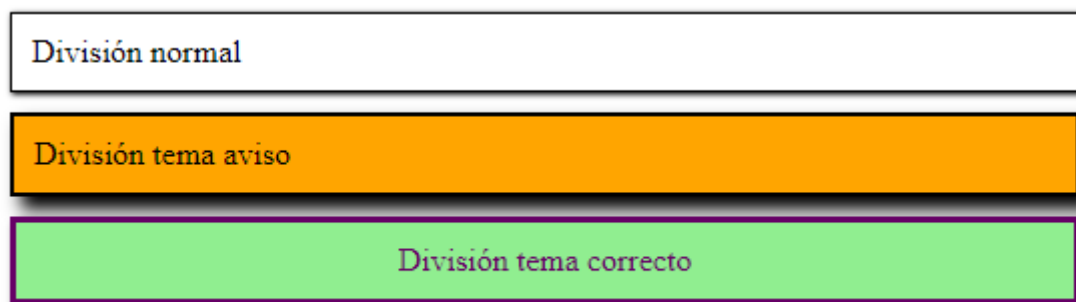 División normal
División tema aviso
División tema correcto